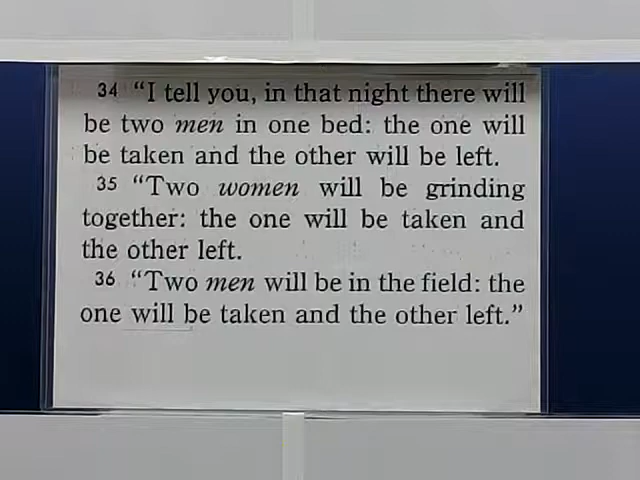 34 “I tell you, in that night there will
be two men in one bed: the one will
be taken and the other will be left.
35 “Two women will be grinding
together: the one will be taken and
the other left.
36 “Two men will be in the field: the
one will be taken and the other left.”